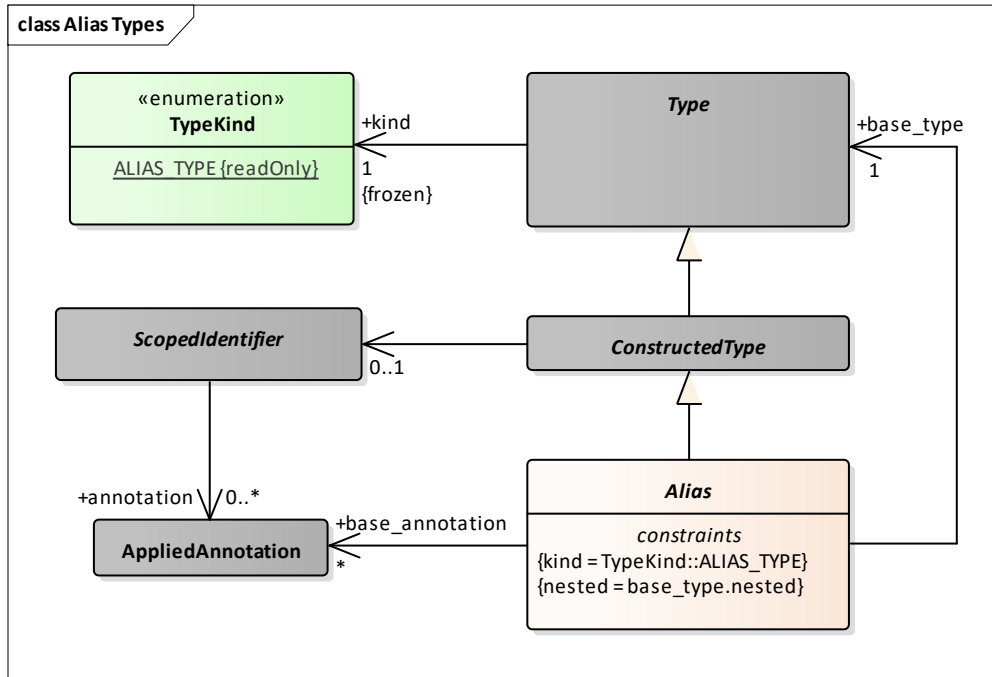 class Alias Types
«enumeration»
TypeKind
ALIAS_TYPE {readOnly}
+kind
1
{frozen}
Type
+base_type
1
ScopedIdentifier
0..1
ConstructedType
+annotation
0..*
AppliedAnnotation
+base_annotation
*
Alias
constraints
{kind = TypeKind::ALIAS_TYPE}
{nested = base_type.nested}